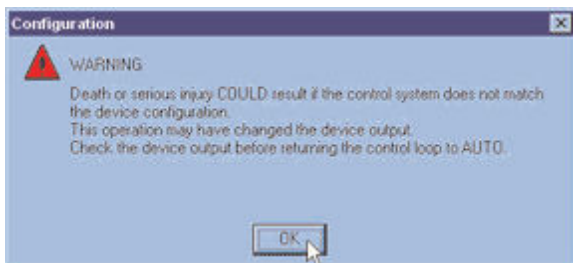 Configuration
WARNING
Death or serious injury COULD result if the control system does not match
the device configuration.
This operation may have changed the device output.
Check the device output before returning the control loop to AUTO.
OK